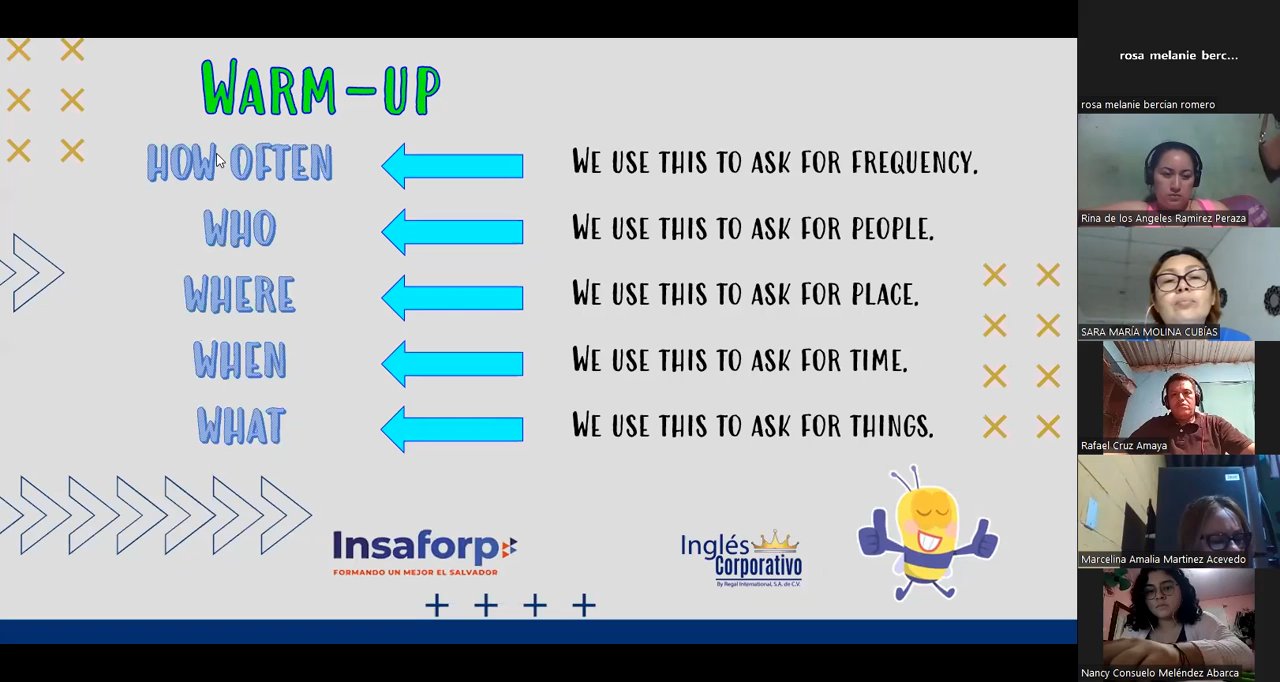 WARM-UP
HOW OFTEN
WE USE THIS TO ASK FOR FREQUENCY.
WHO
WE USE THIS TO ASK FOR PEOPLE.
WHERE
WE USE THIS TO ASK FOR PLACE.
WHEN
WE USE THIS TO ASK FOR TIME.
WHAT
WE USE THIS TO ASK FOR THINGS.
Insaforp
FORMANDO UN MEJOR EL SALVADOR
Inglés
Corporativo
By Regal International, S.A. de C.V.
rosa melanie berc...
rosa melanie bercian romero
Rina de los Angeles Ramirez Peraza
SARA MARÍA MOLINA CUBÍAS
Rafael Cruz Amaya
Marcelina Amalia Martinez Acevedo
Nancy Consuelo Meléndez Abarca